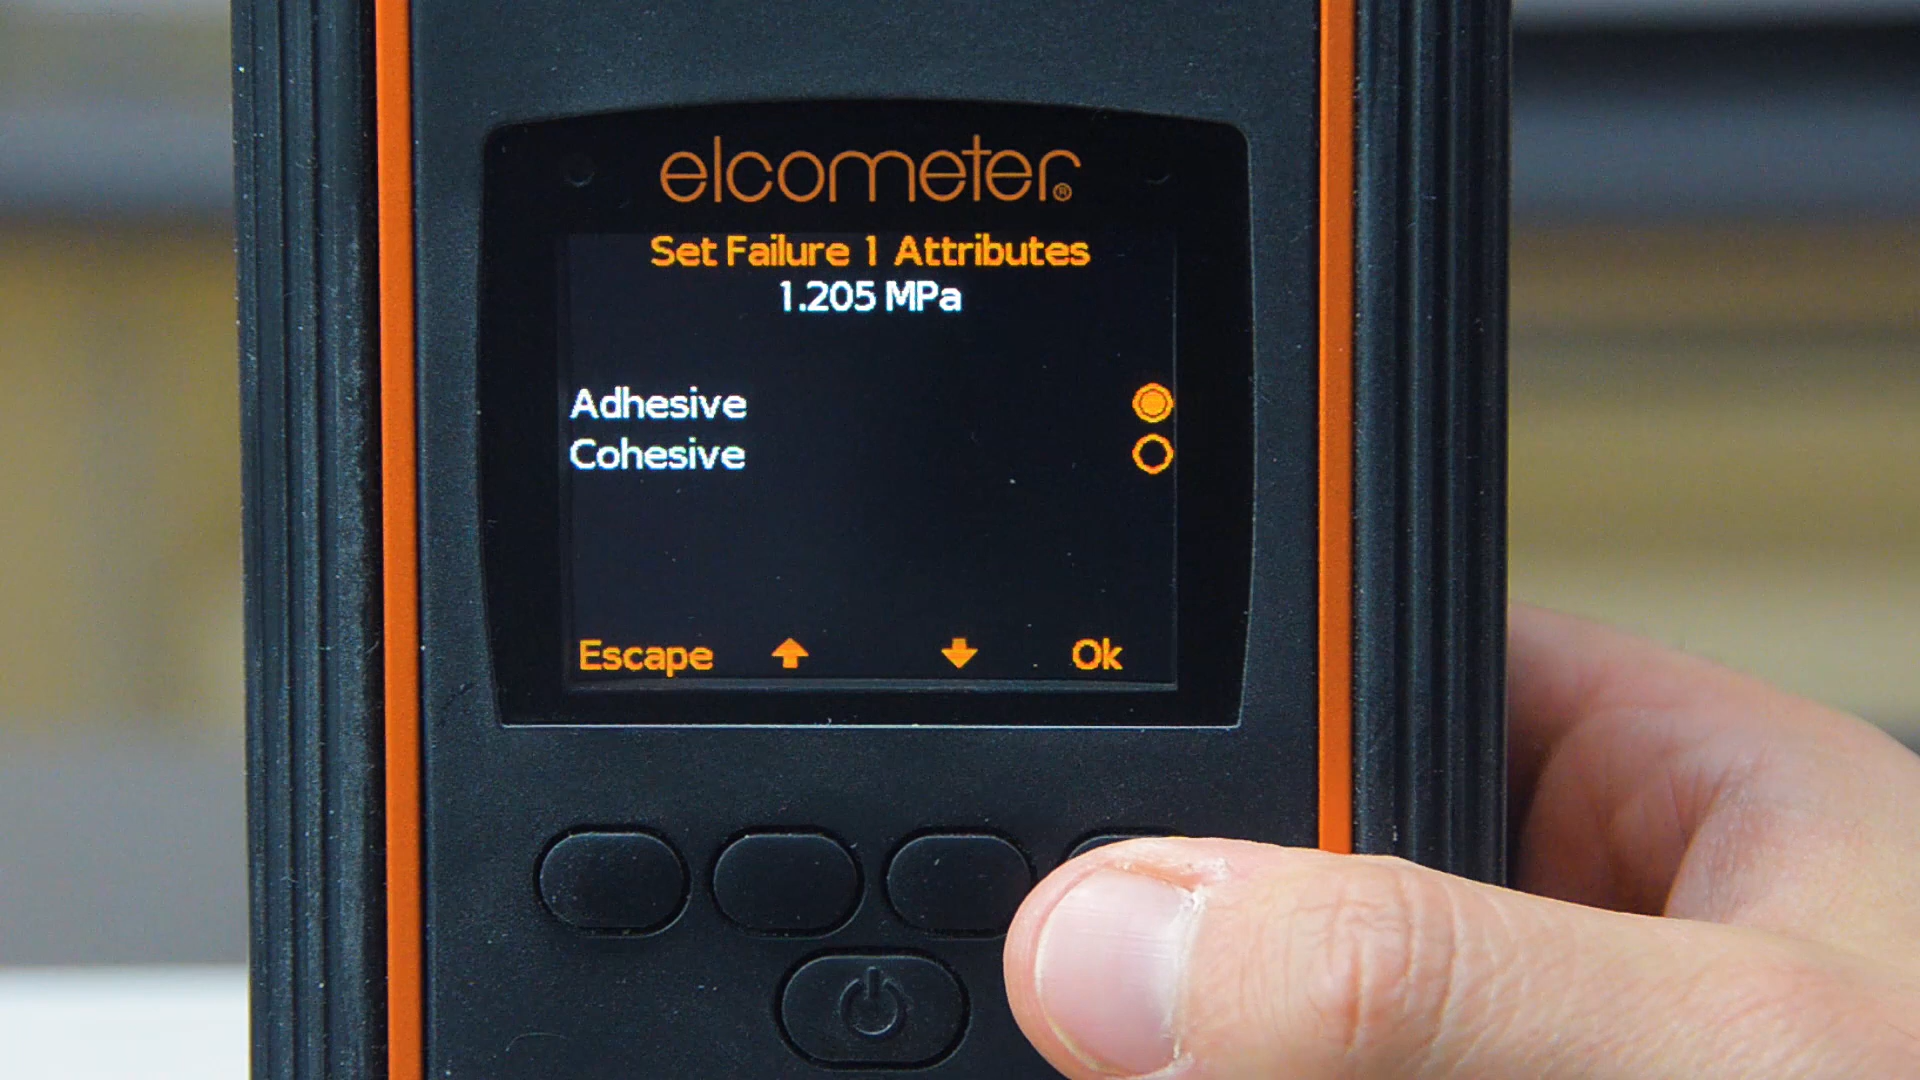 elcometer®
Set Failure 1 Attributes
1.205 MPa
Adhesive
Cohesive
Escape Ok